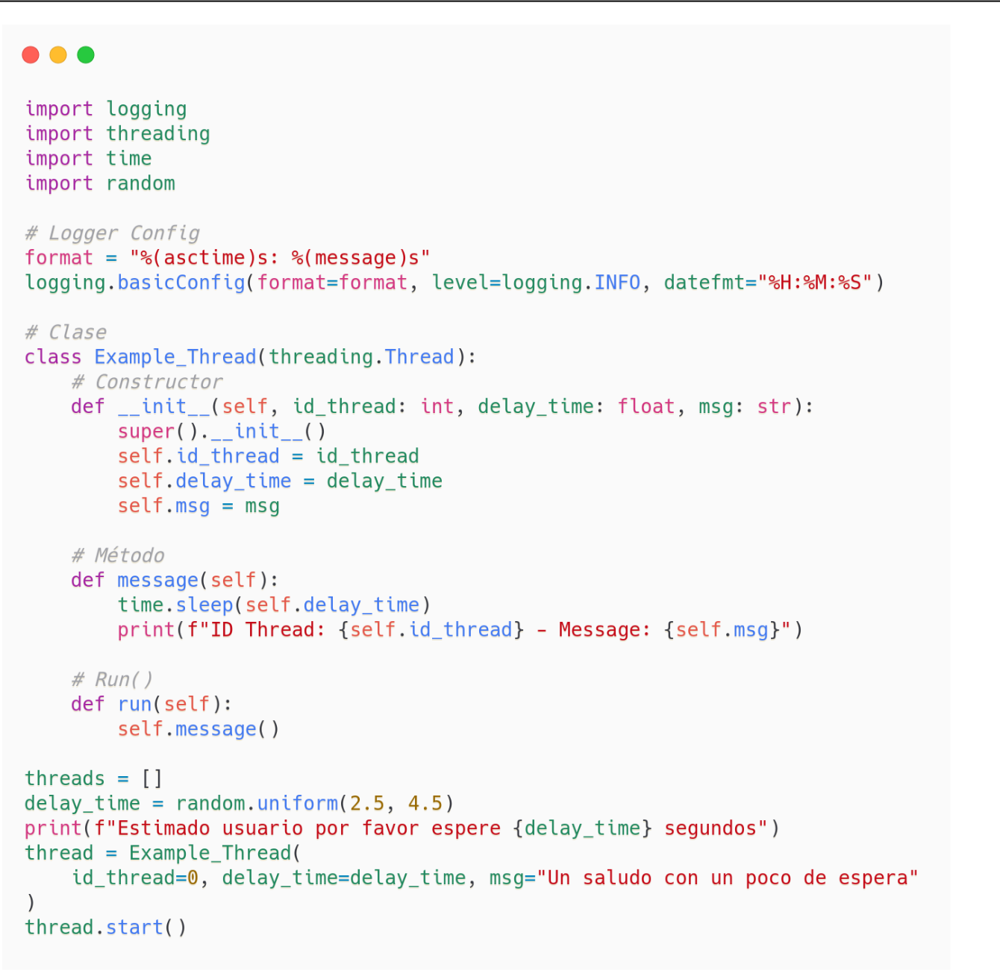 import logging
import threading
import time
import random
# Logger Config
format = "%(asctime)s: %(message)s"
logging.basicConfig(format=format, level=logging.INFO, datefmt="%H:%M:%S")
# Clase
class Example_Thread(threading.Thread):
    # Constructor
    def __init__(self, id_thread: int, delay_time: float, msg: str):
        super().__init__()
        self.id_thread = id_thread
        self.delay_time = delay_time
        self.msg = msg
    # Método
    def message(self):
        time.sleep(self.delay_time)
        print(f"ID Thread: {self.id_thread} - Message: {self.msg}")
    # Run()
    def run(self):
        self.message()
threads = []
delay_time = random.uniform(2.5, 4.5)
print(f"Estimado usuario por favor espere {delay_time} segundos")
thread = Example_Thread(
    id_thread=0, delay_time=delay_time, msg="Un saludo con un poco de espera"
)
thread.start()